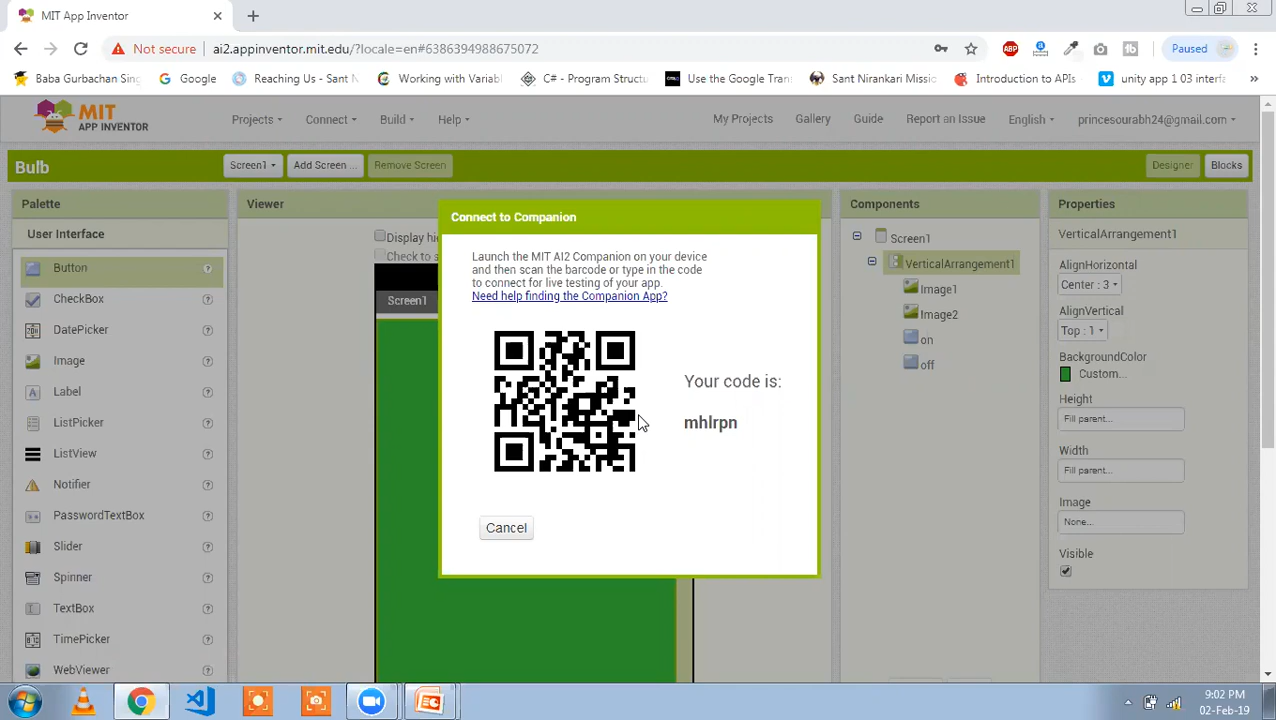 MIT App Inventor
Not secure
ai2.appinventor.mit.edu/?locale=en#6386394988675072
ABP
Paused
Baba Gurbachan Sing
Google
Reaching Us - Sant N
Working with Variabl
C# - Program Structu
Use the Google Tran
Sant Nirankari Missio
Introduction to APIs
unity app 1 03 interfa
MIT
APP INVENTOR
Projects
Connect
Build
Help
My Projects
Gallery
Guide
Report an Issue
English
princesourabh24@gmail.com
Bulb
Screen1
Add Screen ...
Remove Screen
Designer
Blocks
Palette
Viewer
Components
Properties
User Interface
Button
CheckBox
DatePicker
Image
Label
ListPicker
ListView
Notifier
PasswordTextBox
Slider
Spinner
TextBox
TimePicker
WebViewer
Display hi
Check to s
Screen1
Connect to Companion
Launch the MIT AI2 Companion on your device
and then scan the barcode or type in the code
to connect for live testing of your app.
Need help finding the Companion App?
Your code is:
mhlrpn
Cancel
Screen1
VerticalArrangement1
Image1
Image2
on
off
VerticalArrangement1
AlignHorizontal
Center : 3
AlignVertical
Top : 1
BackgroundColor
Custom...
Height
Fill parent...
Width
Fill parent...
Image
None...
Visible
9:02 PM
02-Feb-19